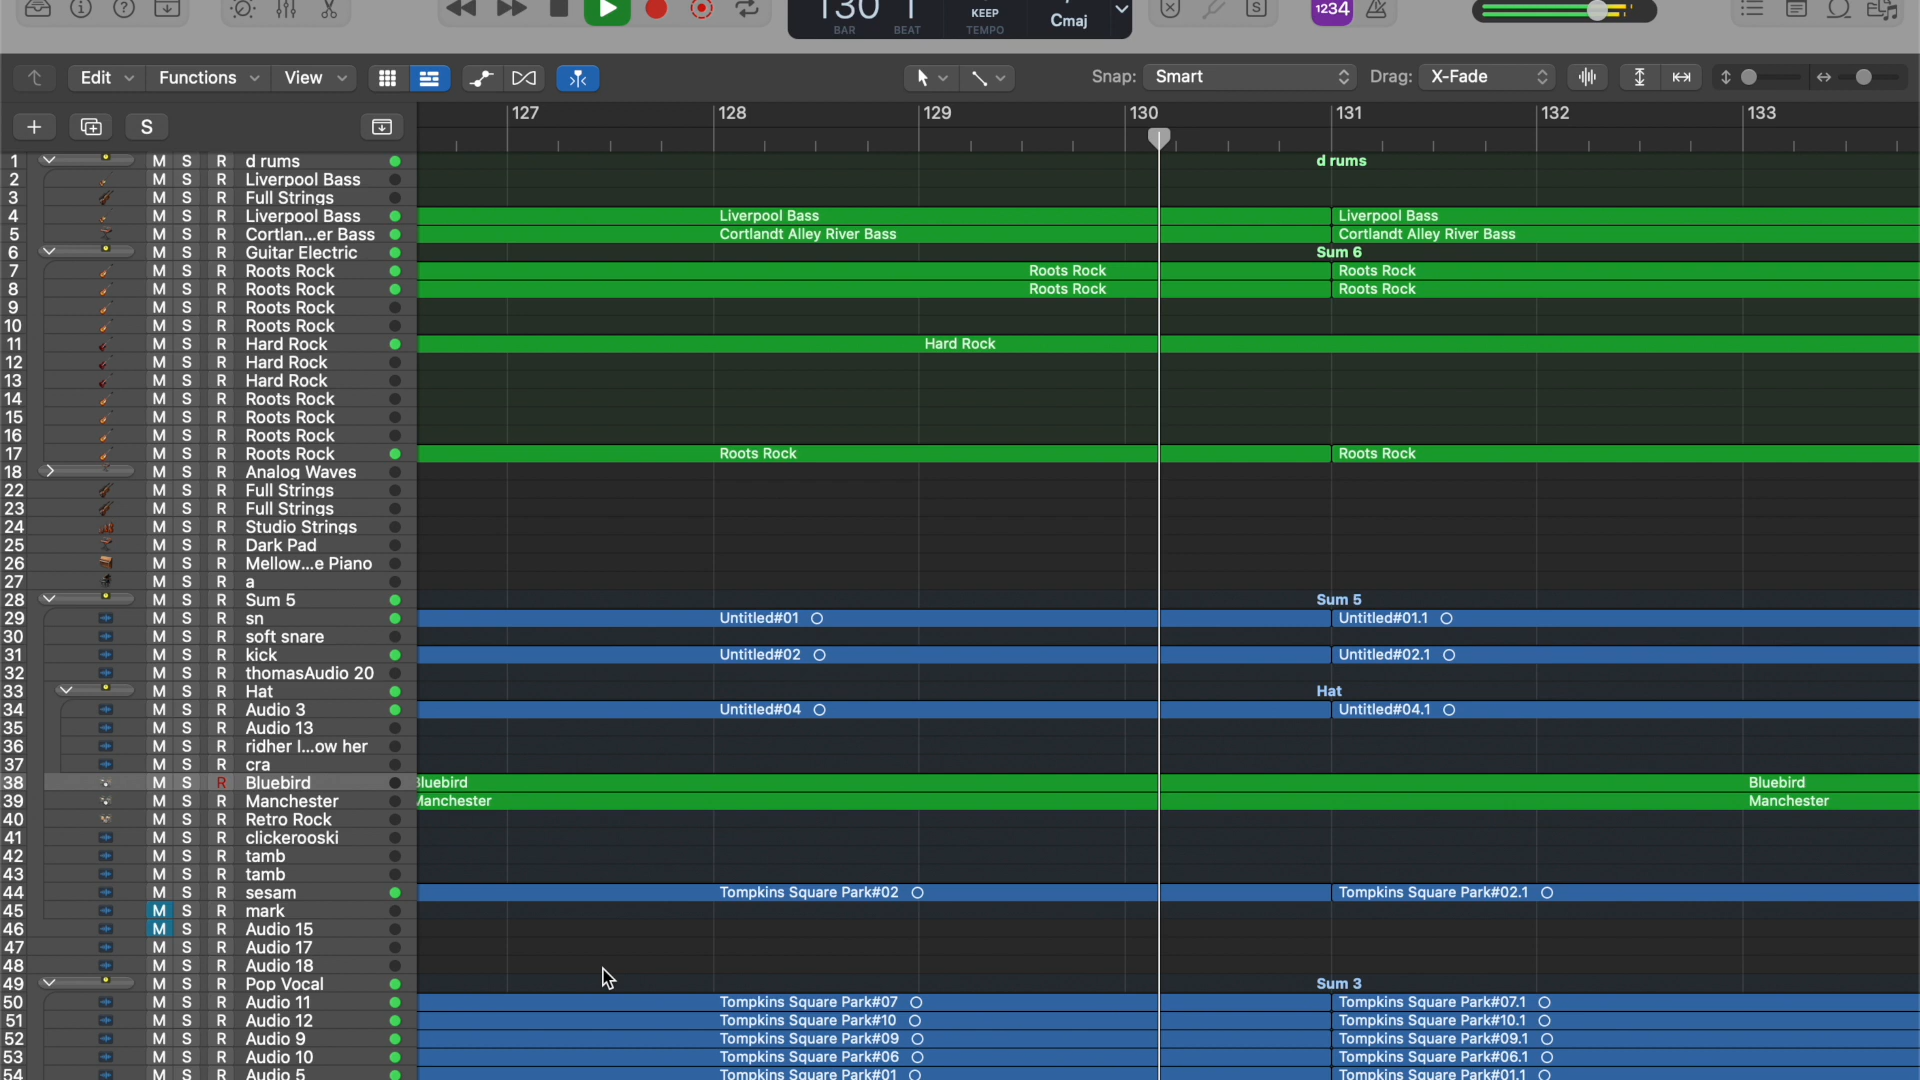 130 1
KEEP
Cmaj
BAR BEAT TEMPO
1234
S
Edit Functions View Snap: Smart Drag: X-Fade
S
127 128 129 130 131 132 133
1 M S R d rums d rums
2 M S R Liverpool Bass
3 M S R Full Strings
4 M S R Liverpool Bass Liverpool Bass Liverpool Bass
5 M S R Cortlan...er Bass Cortlandt Alley River Bass Cortlandt Alley River Bass
6 M S R Guitar Electric Sum 6
7 M S R Roots Rock Roots Rock Roots Rock
8 M S R Roots Rock Roots Rock Roots Rock
9 M S R Roots Rock
10 M S R Roots Rock
11 M S R Hard Rock Hard Rock
12 M S R Hard Rock
13 M S R Hard Rock
14 M S R Roots Rock
15 M S R Roots Rock
16 M S R Roots Rock
17 M S R Roots Rock Roots Rock Roots Rock
18 M S R Analog Waves
22 M S R Full Strings
23 M S R Full Strings
24 M S R Studio Strings
25 M S R Dark Pad
26 M S R Mellow...e Piano
27 M S R a
28 M S R Sum 5 Sum 5
29 M S R sn Untitled#01 Untitled#01.1
30 M S R soft snare
31 M S R kick Untitled#02 Untitled#02.1
32 M S R thomasAudio 20
33 M S R Hat Hat
34 M S R Audio 3 Untitled#04 Untitled#04.1
35 M S R Audio 13
36 M S R ridher I...ow her
37 M S R cra
38 M S R Bluebird Bluebird Bluebird
39 M S R Manchester Manchester Manchester
40 M S R Retro Rock
41 M S R clickerooski
42 M S R tamb
43 M S R tamb
44 M S R sesam Tompkins Square Park#02 Tompkins Square Park#02.1
45 M S R mark
46 M S R Audio 15
47 M S R Audio 17
48 M S R Audio 18
49 M S R Pop Vocal Sum 3
50 M S R Audio 11 Tompkins Square Park#07 Tompkins Square Park#07.1
51 M S R Audio 12 Tompkins Square Park#10 Tompkins Square Park#10.1
52 M S R Audio 9 Tompkins Square Park#09 Tompkins Square Park#09.1
53 M S R Audio 10 Tompkins Square Park#06 Tompkins Square Park#06.1
54 M S R Audio 5 Tompkins Square Park#01 Tompkins Square Park#01.1